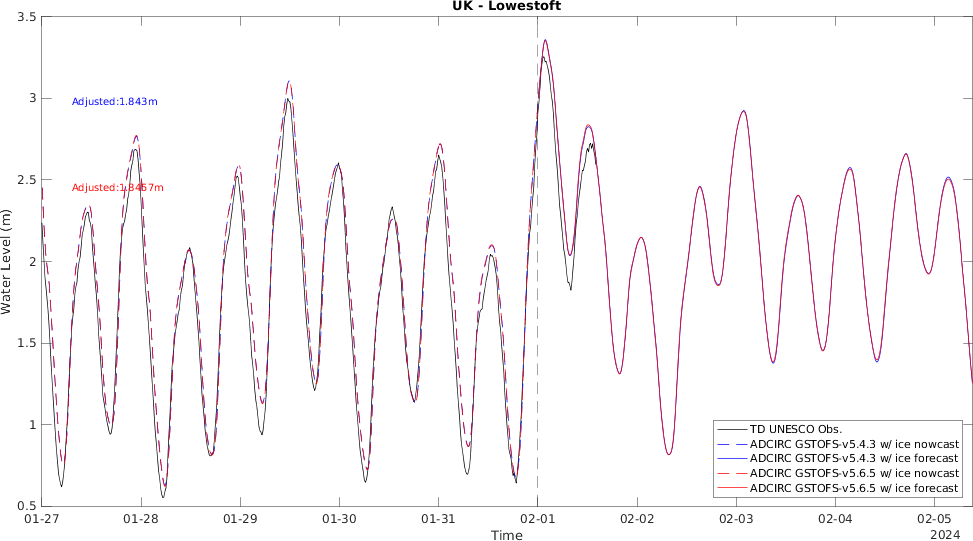 UK - Lowestoft
3.5
3
2.5
2
1.5
1
0.5
Water Level (m)
Adjusted:1.843m
Adjusted:1.8457m
TD UNESCO Obs.
ADCIRC GSTOFS-v5.4.3 w/ ice nowcast
ADCIRC GSTOFS-v5.4.3 w/ ice forecast
ADCIRC GSTOFS-v5.6.5 w/ ice nowcast
ADCIRC GSTOFS-v5.6.5 w/ ice forecast
01-27 01-28 01-29 01-30 01-31 02-01 02-02 02-03 02-04 02-05
2024
Time